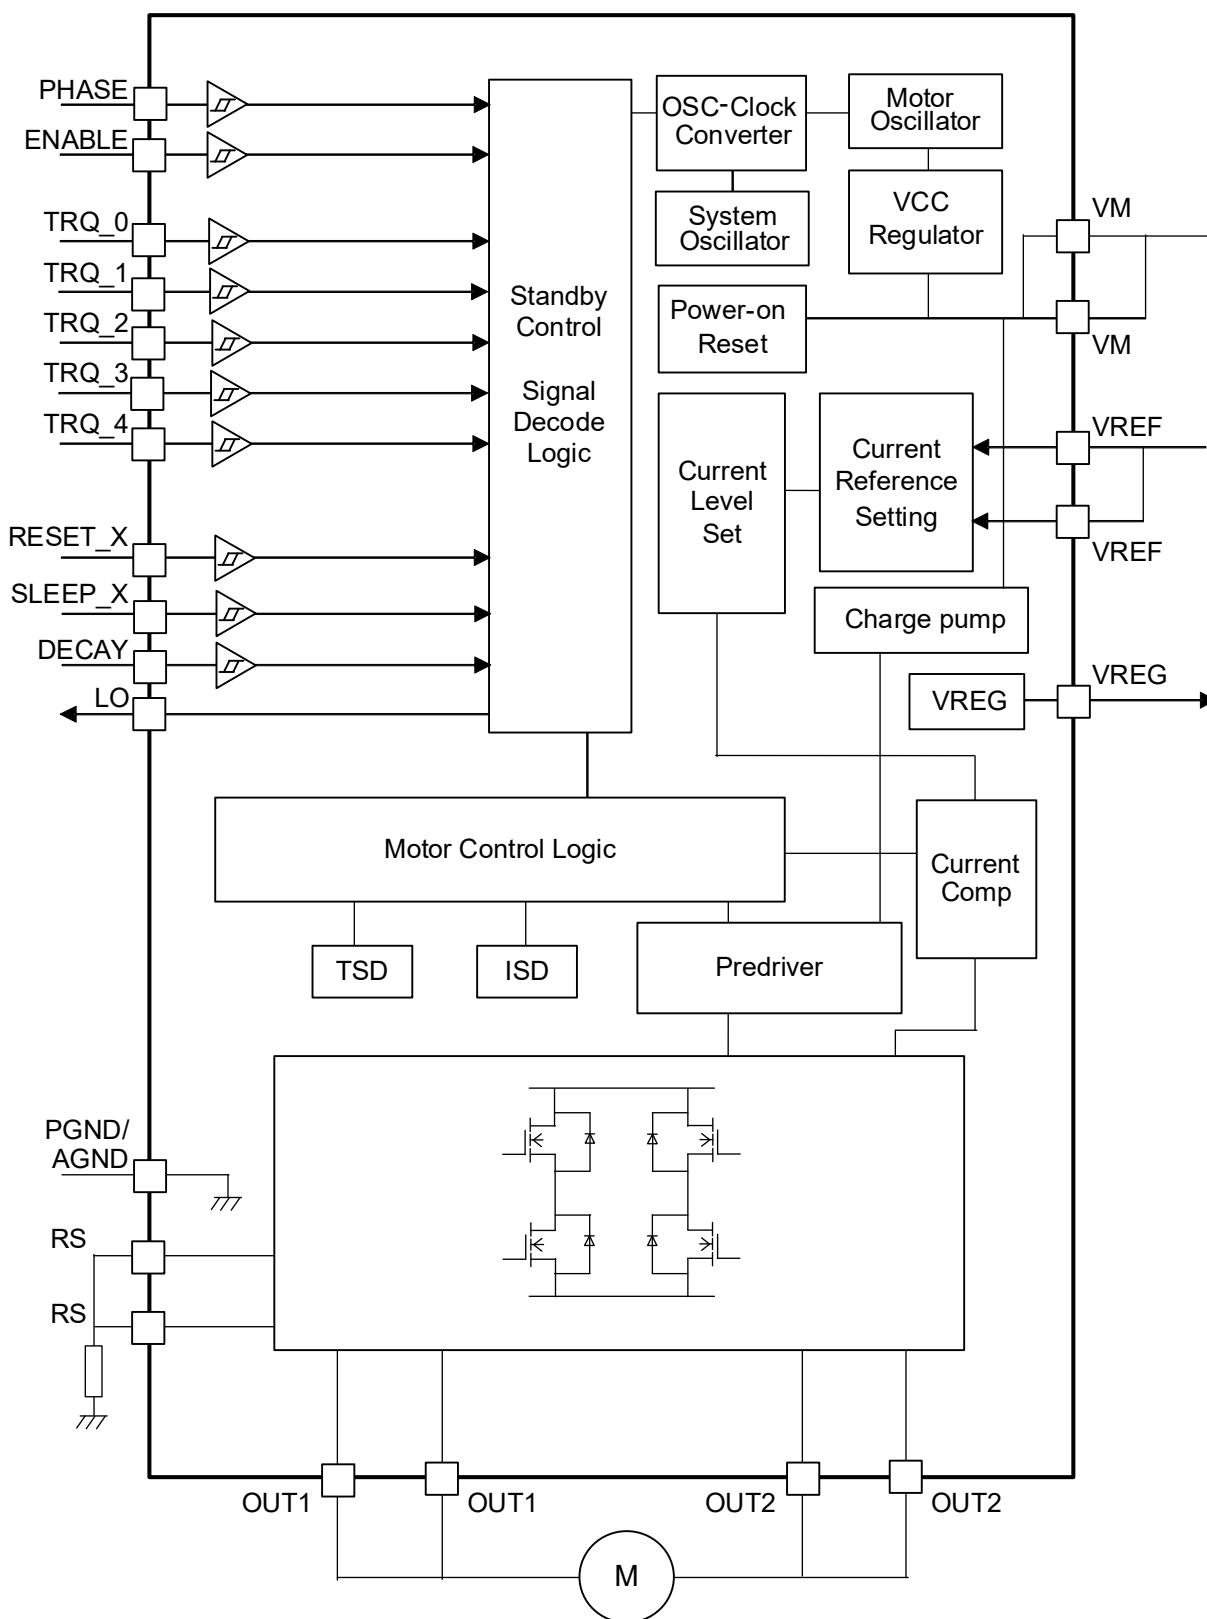 PHASE
ENABLE
TRQ_0
TRQ_1
TRQ_2
TRQ_3
TRQ_4
RESET_X
SLEEP_X
DECAY
LO
Standby
Control
Signal
Decode
Logic
OSC-Clock
Converter
Motor
Oscillator
System
Oscillator
VCC
Regulator
Power-on
Reset
VM
VM
Current
Level
Set
Current
Reference
Setting
VREF
VREF
Charge pump
VREG
VREG
Motor Control Logic
Current
Comp
TSD
ISD
Predriver
PGND/
AGND
RS
RS
OUT1
OUT1
OUT2
OUT2
M